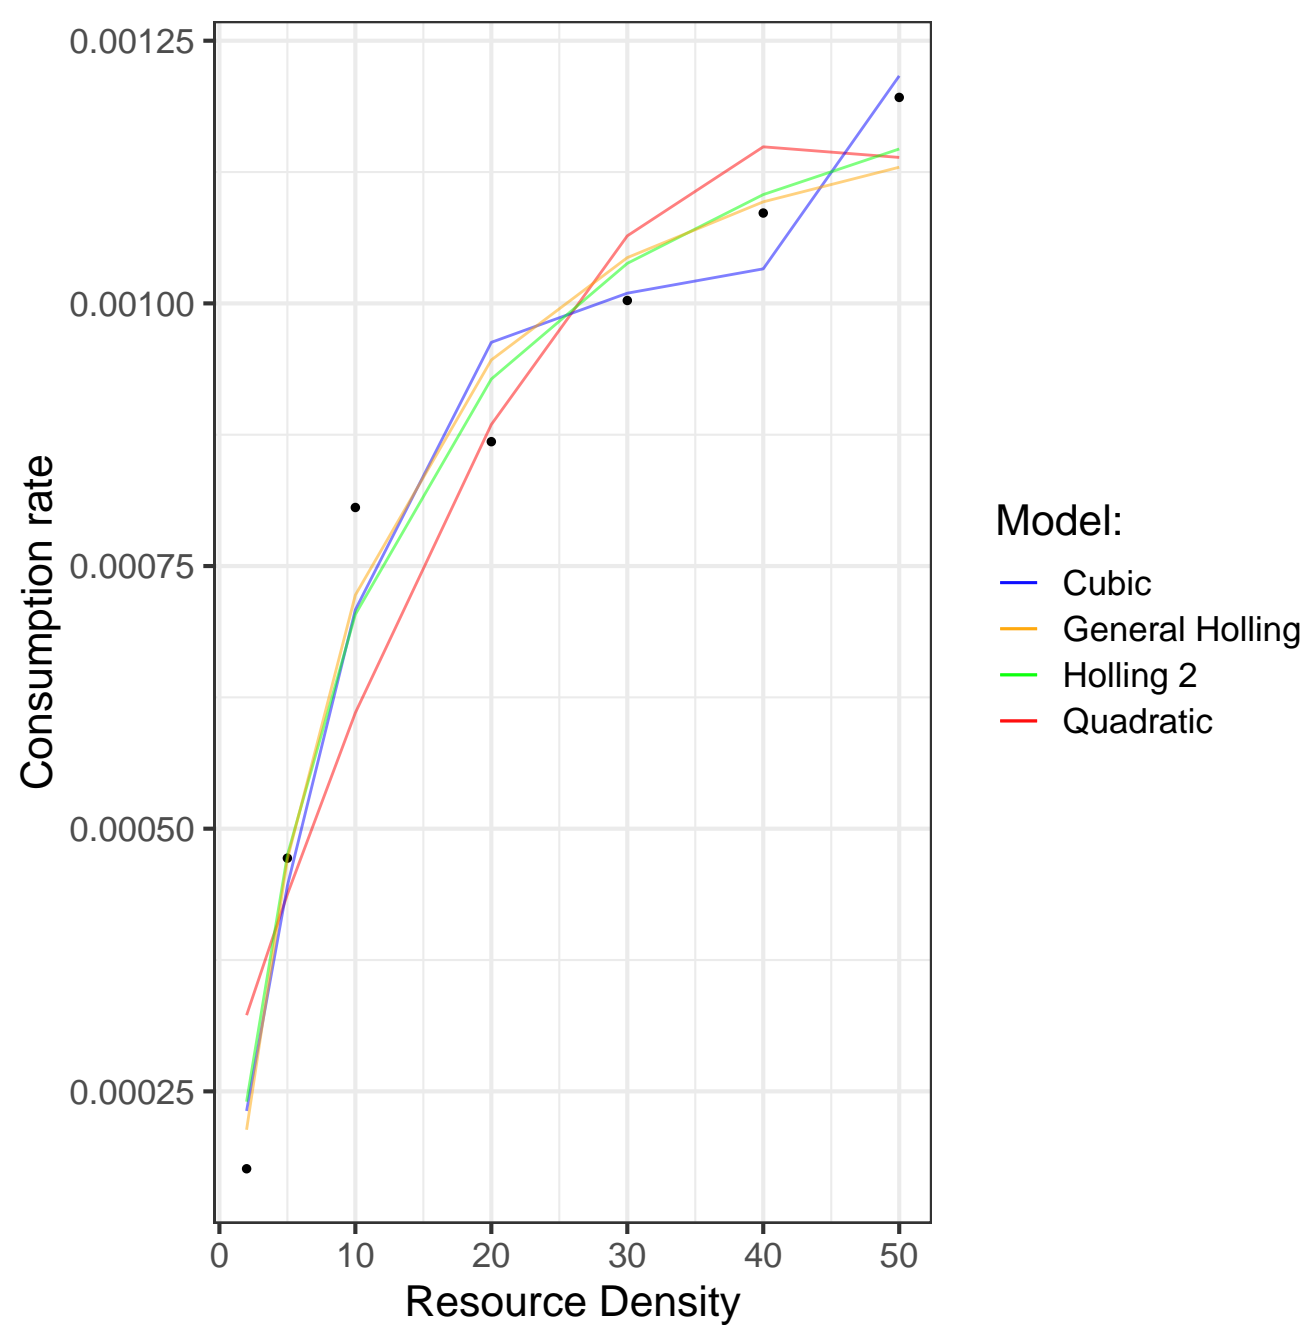 0.00125
0.00100
0.00075
0.00050
0.00025
Consumption rate
0 10 20 30 40 50
Resource Density
Model:
Cubic
General Holling
Holling 2
Quadratic